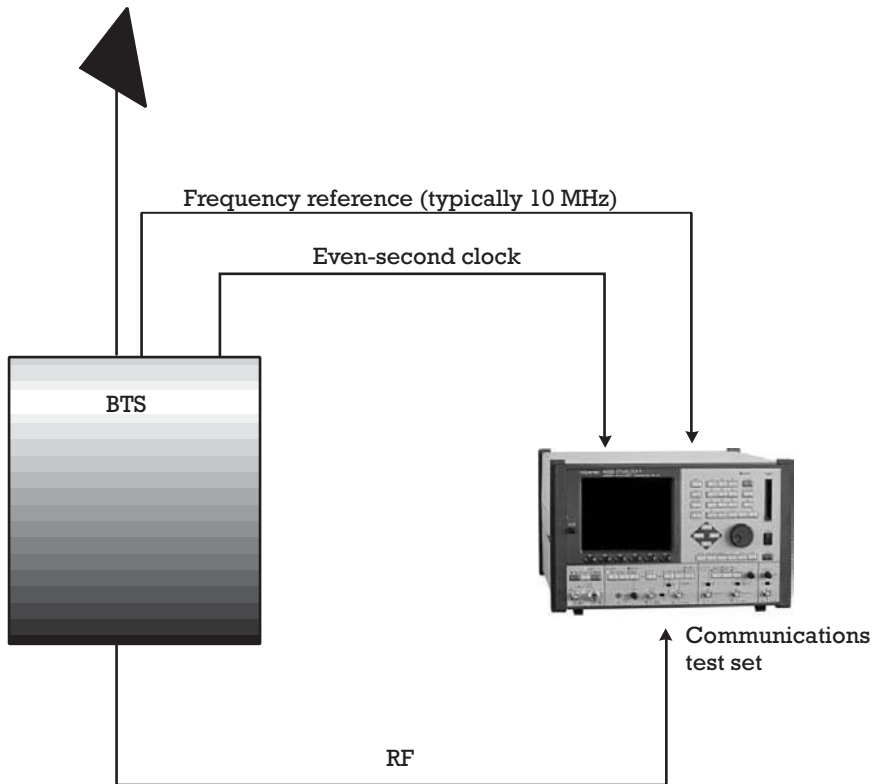 Frequency reference (typically 10 MHz)
Even-second clock
BTS
Communications
test set
RF